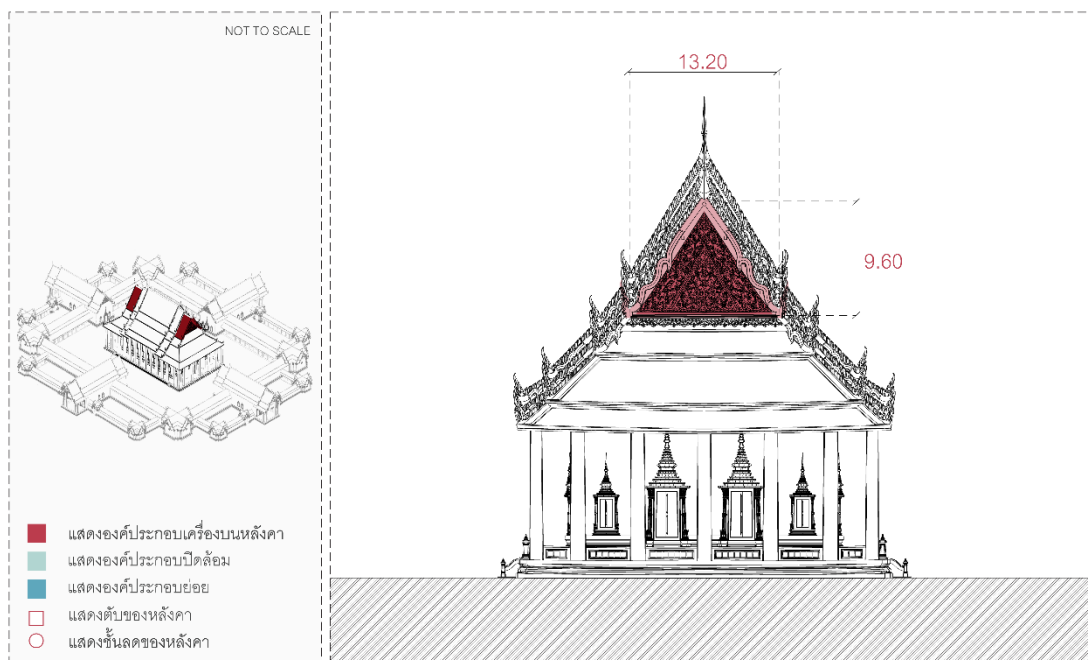 NOT TO SCALE
13.20
9.60
แสดงองค์ประกอบเครื่องบนหลังคา
แสดงองค์ประกอบปิดล้อม
แสดงองค์ประกอบย่อย
แสดงตับของหลังคา
แสดงชั้นลดของหลังคา